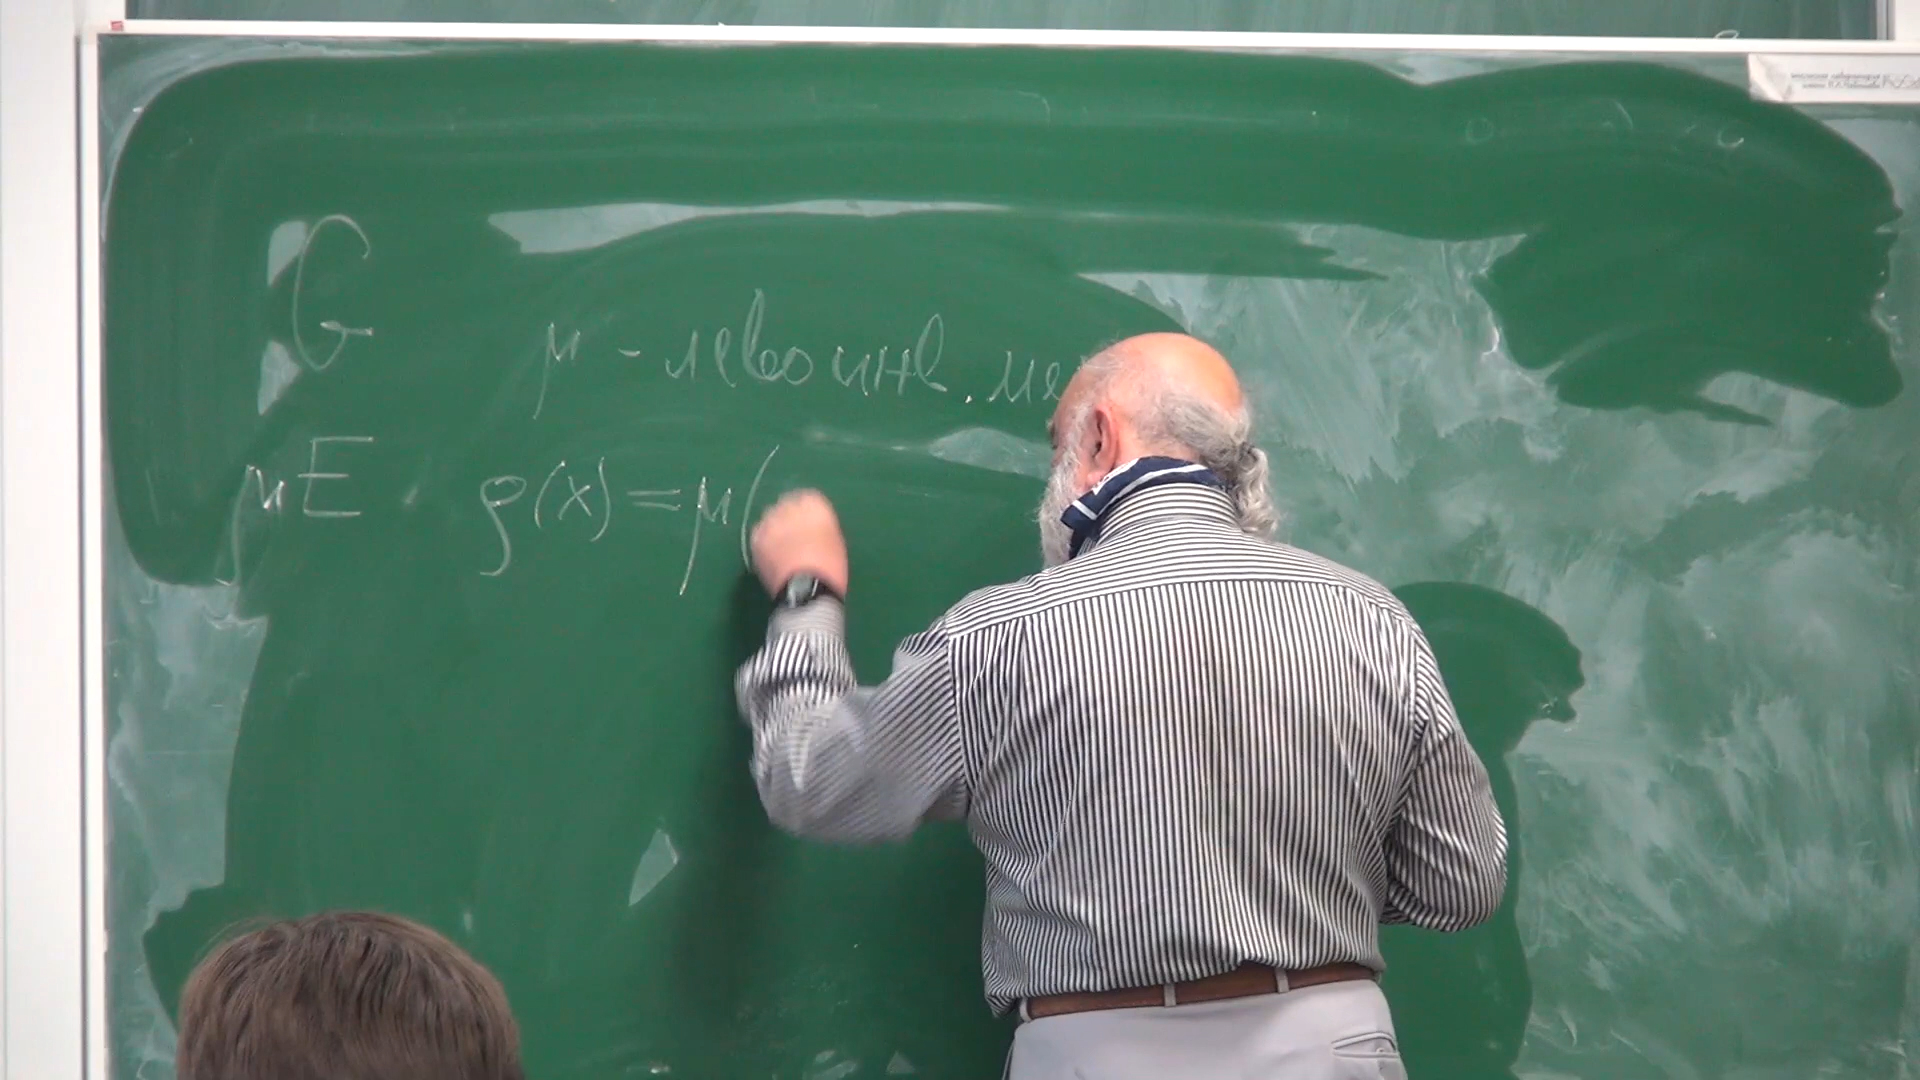 G
μ - левоинв. ме
μE ρ(x) = μ(